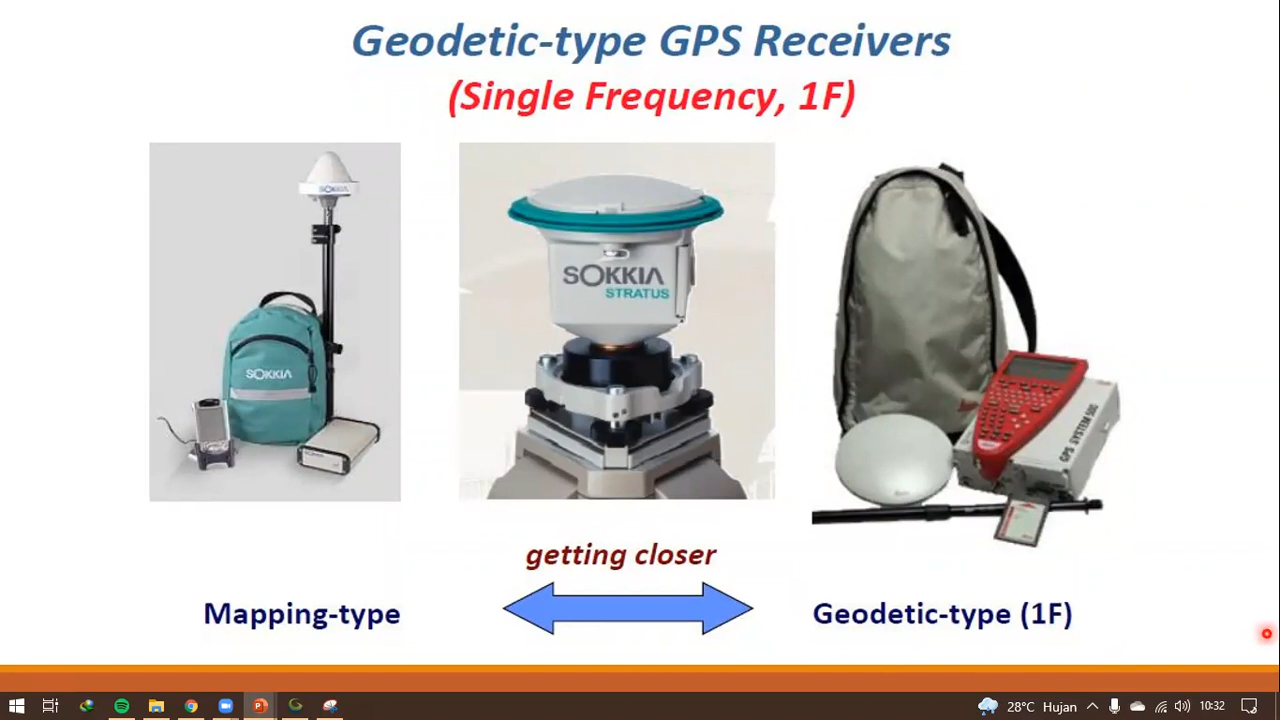 Geodetic-type GPS Receivers
(Single Frequency, 1F)
SOKKIA
SOKKIA
SOKKIA
STRATUS
GPS SYSTEM 500
getting closer
Mapping-type
Geodetic-type (1F)
28°C Hujan
10:32